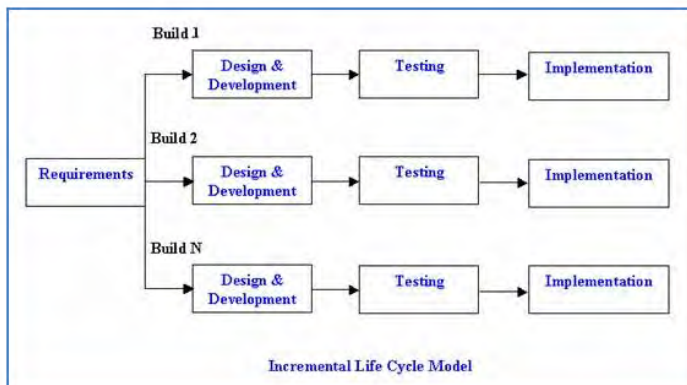 Build 1
Design &
Development
Testing
Implementation
Build 2
Requirements
Design &
Development
Testing
Implementation
Build N
Design &
Development
Testing
Implementation
Incremental Life Cycle Model